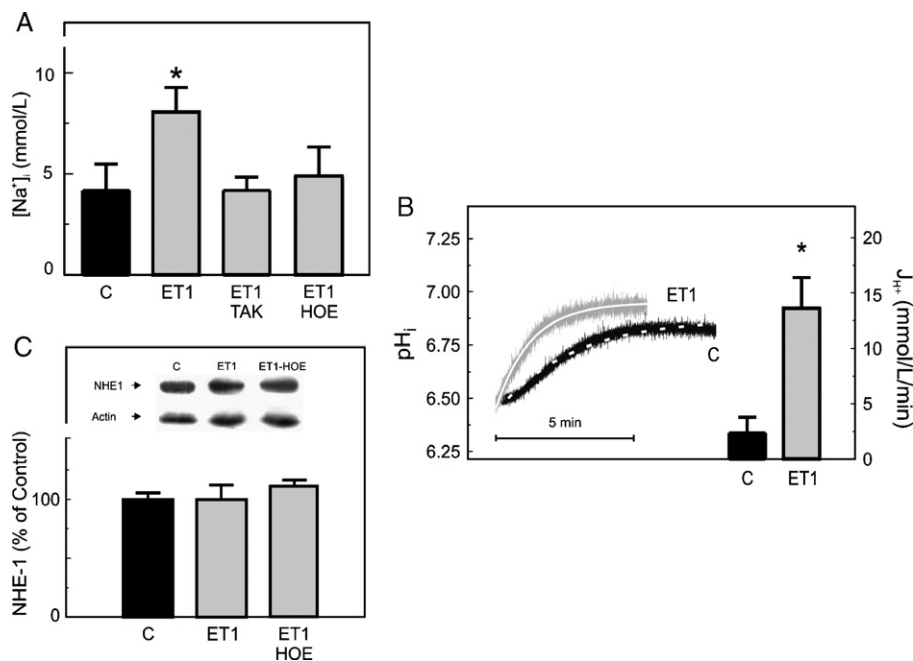 A
[Na⁺]ᵢ (mmol/L)
10
5
0
*
C
ET1
ET1
TAK
ET1
HOE
B
pHᵢ
7.25
7.00
6.75
6.50
6.25
ET1
C
5 min
*
C
ET1
20
15
10
5
0
J_H+ (mmol/L/min)
C
C
ET1
ET1-HOE
NHE1
Actin
NHE-1 (% of Control)
100
0
C
ET1
ET1
HOE